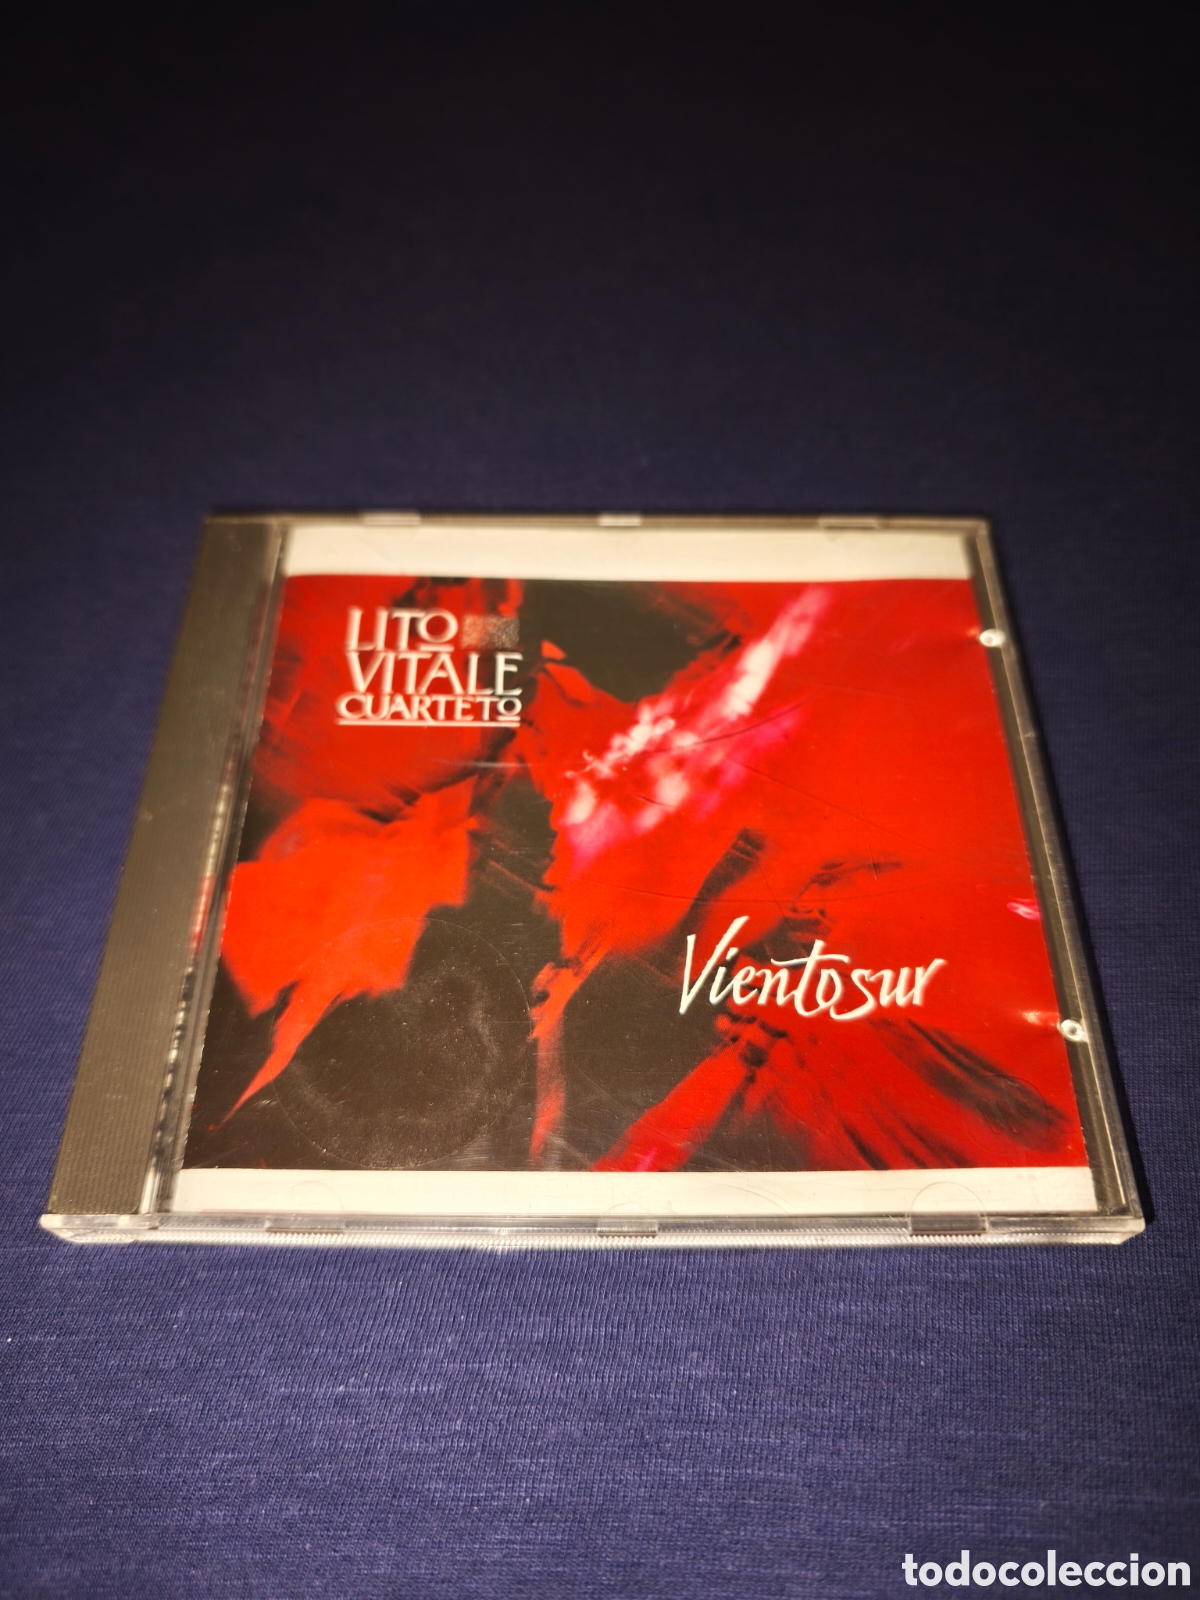 LITO
VITALE
CUARTETO
Vientosur
todocoleccion